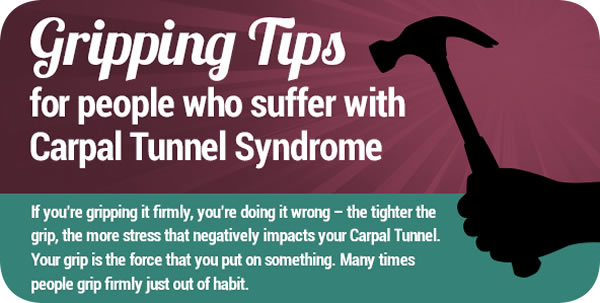 Gripping Tips
for people who suffer with
Carpal Tunnel Syndrome
If you're gripping it firmly, you're doing it wrong – the tighter the
grip, the more stress that negatively impacts your Carpal Tunnel.
Your grip is the force that you put on something. Many times
people grip firmly just out of habit.